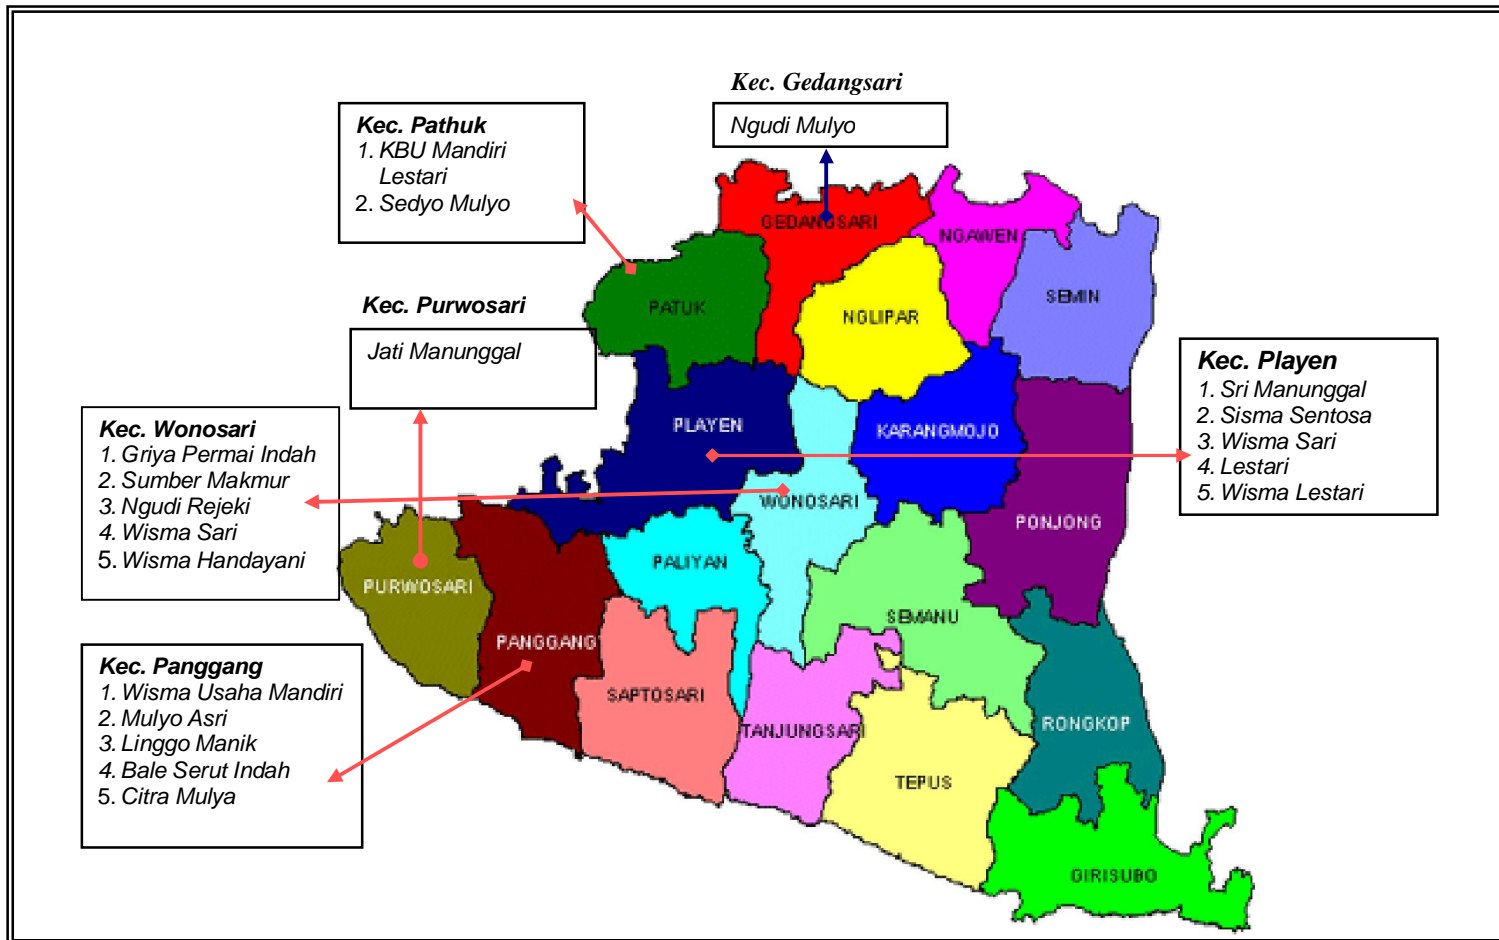 Kec. Gedangsari
Ngudi Mulyo
Kec. Pathuk
1. KBU Mandiri
Lestari
2. Sedyo Mulyo
Kec. Purwosari
Jati Manunggal
Kec. Wonosari
1. Griya Permai Indah
2. Sumber Makmur
3. Ngudi Rejeki
4. Wisma Sari
5. Wisma Handayani
Kec. Panggang
1. Wisma Usaha Mandiri
2. Mulyo Asri
3. Linggo Manik
4. Bale Serut Indah
5. Citra Mulya
Kec. Playen
1. Sri Manunggal
2. Sisma Sentosa
3. Wisma Sari
4. Lestari
5. Wisma Lestari
GEDANGSARI
NGAWEN
SEMIN
PATUK
NGLIPAR
PLAYEN
KARANGMOJO
WONOSARI
PONJONG
PALIYAN
PURWOSARI
SEMANU
PANGGANG
SAPTOSARI
TANJUNGSARI
RONGKOP
TEPUS
GIRISUBO